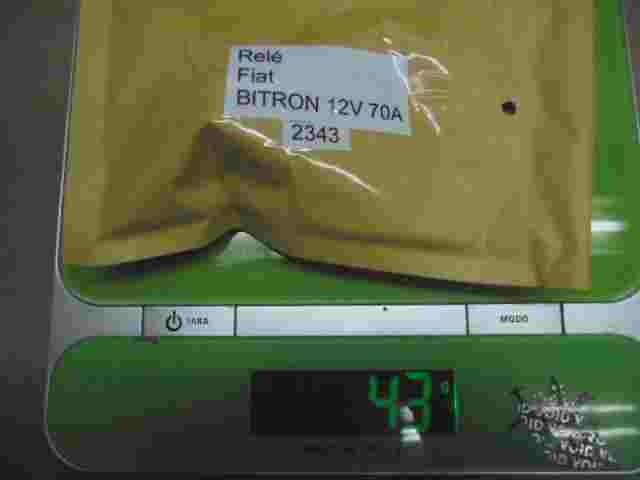 Relé
Fiat
BITRON 12V 70A
2343
TARA
MODO
43
g